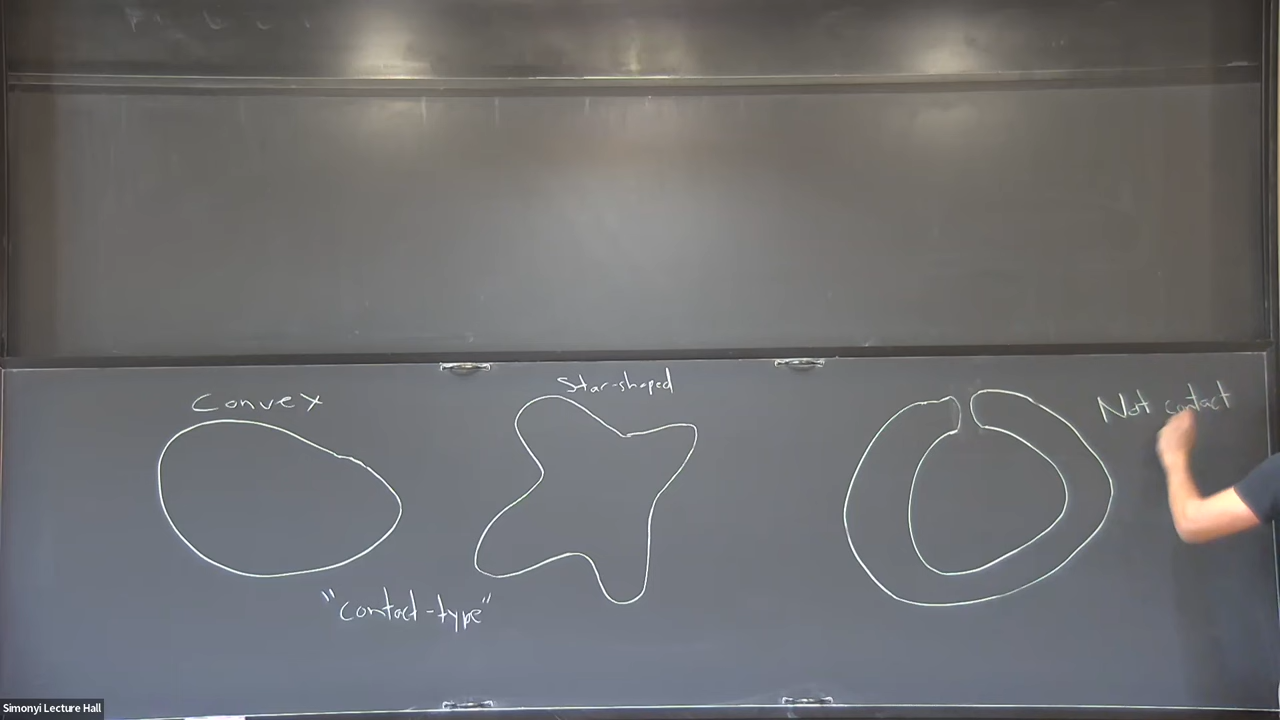 Convex
Star-shaped
Not contact
"contact-type"
Simonyi Lecture Hall